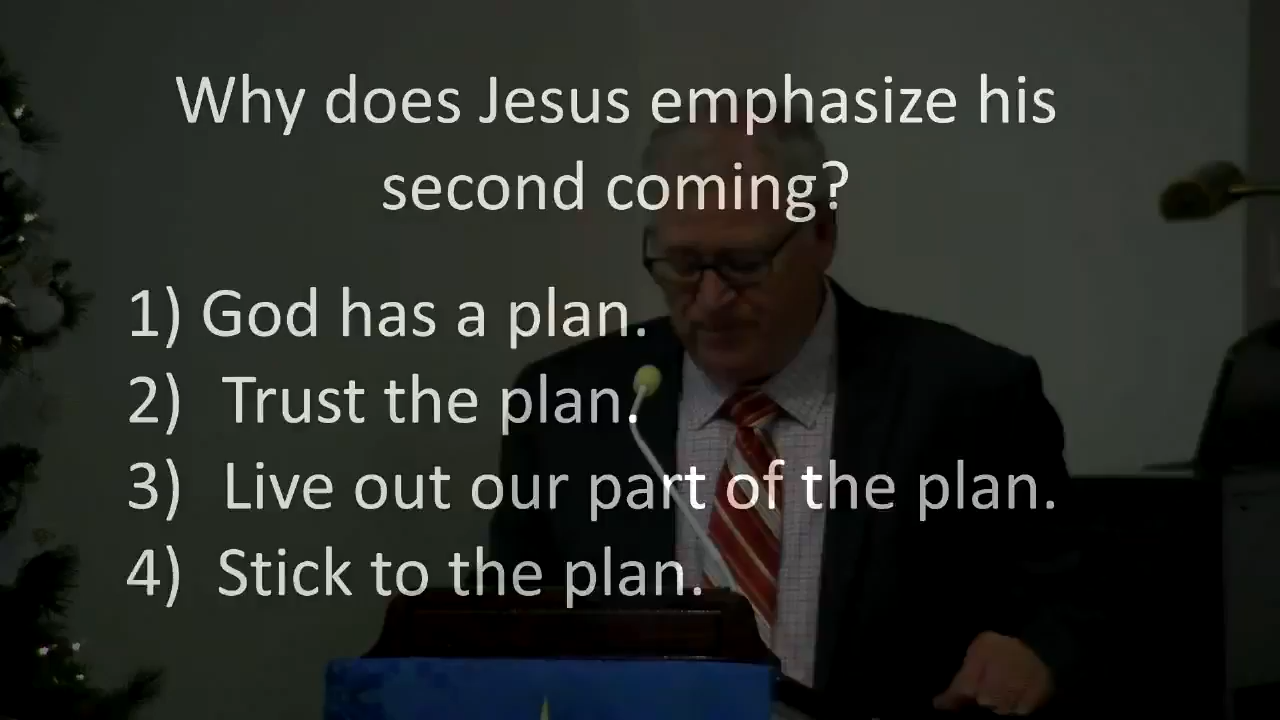 Why does Jesus emphasize his
second coming?
1) God has a plan.
2) Trust the plan.
3) Live out our part of the plan.
4) Stick to the plan.